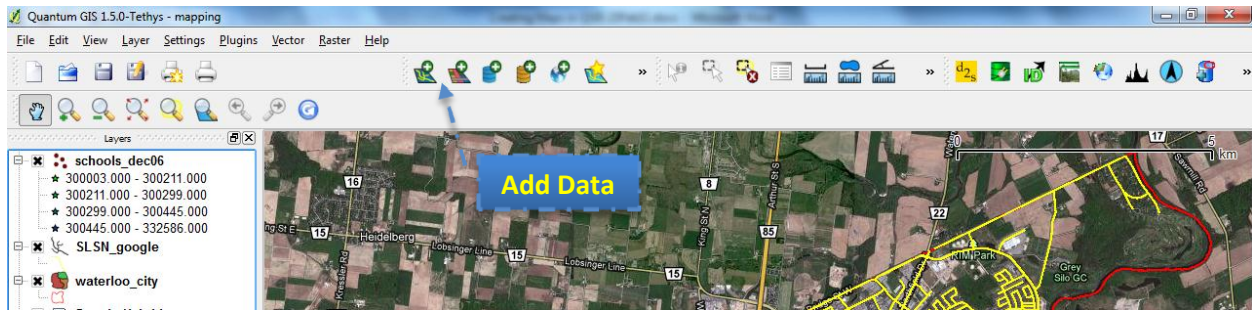 Quantum GIS 1.5.0-Tethys - mapping
File Edit View Layer Settings Plugins Vector Raster Help
» » »
d2s
Layers
schools_dec06
300003.000 - 300211.000
300211.000 - 300299.000
300299.000 - 300445.000
300445.000 - 332586.000
SLSN_google
waterloo_city
Add Data
0 5
km
17
Sawmill Rd
16
8
Arthur St S
22
King St N
85
15
Heidelberg
Lobsinger Line
15
Lobsinger Line
15
Kressler Rd
RIM Park
Grey
Silo GC